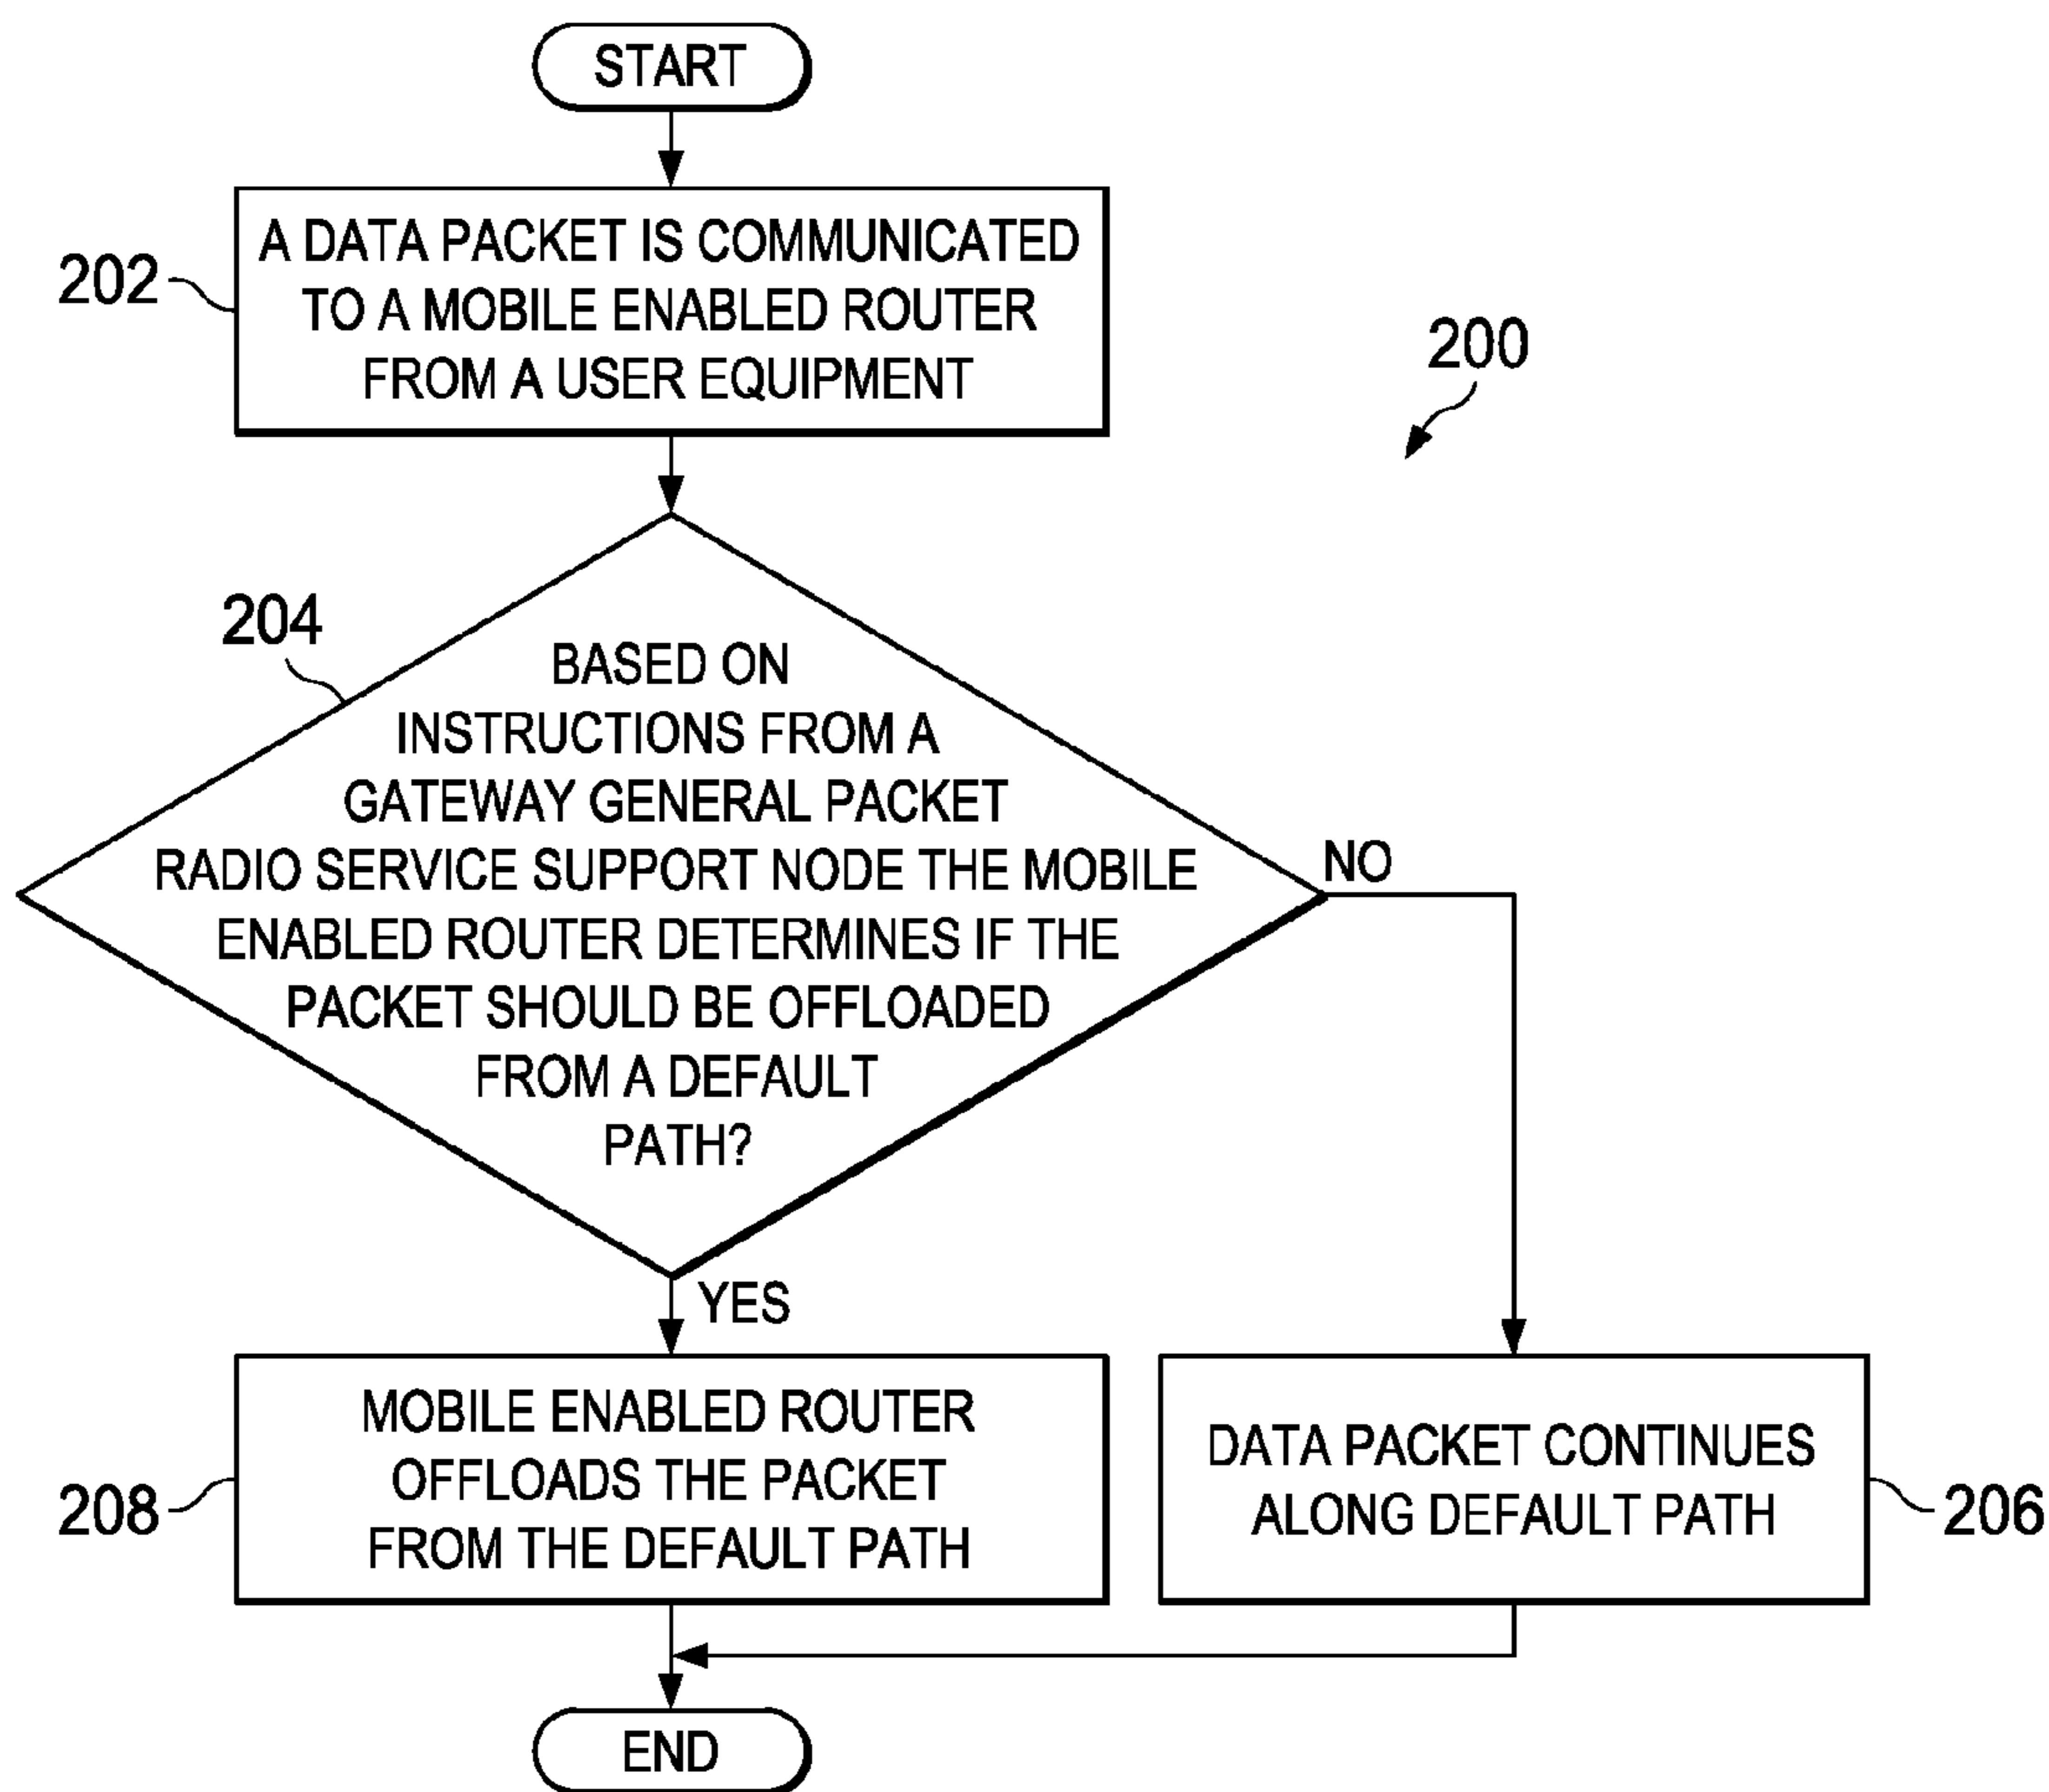 START
202
A DATA PACKET IS COMMUNICATED
TO A MOBILE ENABLED ROUTER
FROM A USER EQUIPMENT
200
204
BASED ON
INSTRUCTIONS FROM A
GATEWAY GENERAL PACKET
RADIO SERVICE SUPPORT NODE THE MOBILE
ENABLED ROUTER DETERMINES IF THE
PACKET SHOULD BE OFFLOADED
FROM A DEFAULT
PATH?
NO
YES
208
MOBILE ENABLED ROUTER
OFFLOADS THE PACKET
FROM THE DEFAULT PATH
DATA PACKET CONTINUES
ALONG DEFAULT PATH
206
END